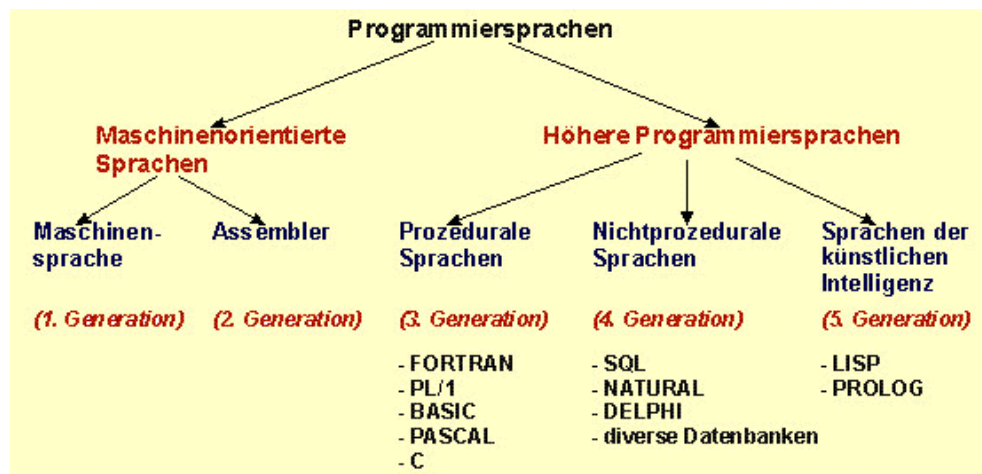 Programmiersprachen
Maschinenorientierte
Sprachen
Höhere Programmiersprachen
Maschinen-
sprache
Assembler
Prozedurale
Sprachen
Nichtprozedurale
Sprachen
Sprachen der
künstlichen
Intelligenz
(1. Generation)
(2. Generation)
(3. Generation)
(4. Generation)
(5. Generation)
- FORTRAN
- PL/1
- BASIC
- PASCAL
- C
- SQL
- NATURAL
- DELPHI
- diverse Datenbanken
- LISP
- PROLOG